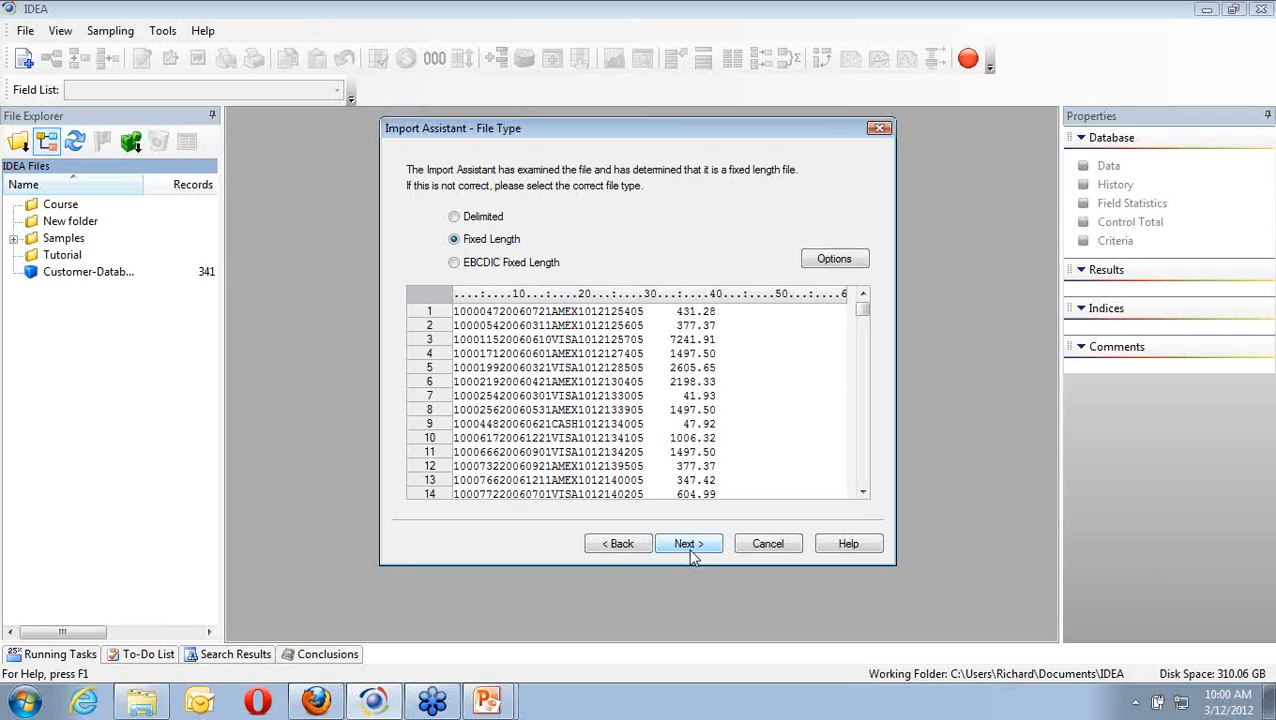 IDEA
File View Sampling Tools Help
Field List:
File Explorer
IDEA Files
Name Records
Course
New folder
Samples
Tutorial
Customer-Datab... 341
Import Assistant - File Type
The Import Assistant has examined the file and has determined that it is a fixed length file.
If this is not correct, please select the correct file type.
Delimited
Fixed Length
EBCDIC Fixed Length
Options
....:....10...:....20...:....30...:....40...:....50...:....6
1 100004720060721AMEX1012125405 431.28
2 100005420060311AMEX1012125605 377.37
3 100011520060610VISA1012125705 7241.91
4 100017120060601AMEX1012127405 1497.50
5 100019920060321VISA1012128505 2605.65
6 100021920060421AMEX1012130405 2198.33
7 100025420060301VISA1012133005 41.93
8 100025620060531AMEX1012133905 1497.50
9 100044820060621CASH1012134005 47.92
10 100061720061221VISA1012134105 1006.32
11 100066620060901VISA1012134205 1497.50
12 100073220060921AMEX1012139505 377.37
13 100076620061211AMEX1012140005 347.42
14 100077220060701VISA1012140205 604.99
< Back Next > Cancel Help
Properties
Database
Data
History
Field Statistics
Control Total
Criteria
Results
Indices
Comments
Running Tasks To-Do List Search Results Conclusions
For Help, press F1 Working Folder: C:\Users\Richard\Documents\IDEA Disk Space: 310.06 GB
10:00 AM
3/12/2012